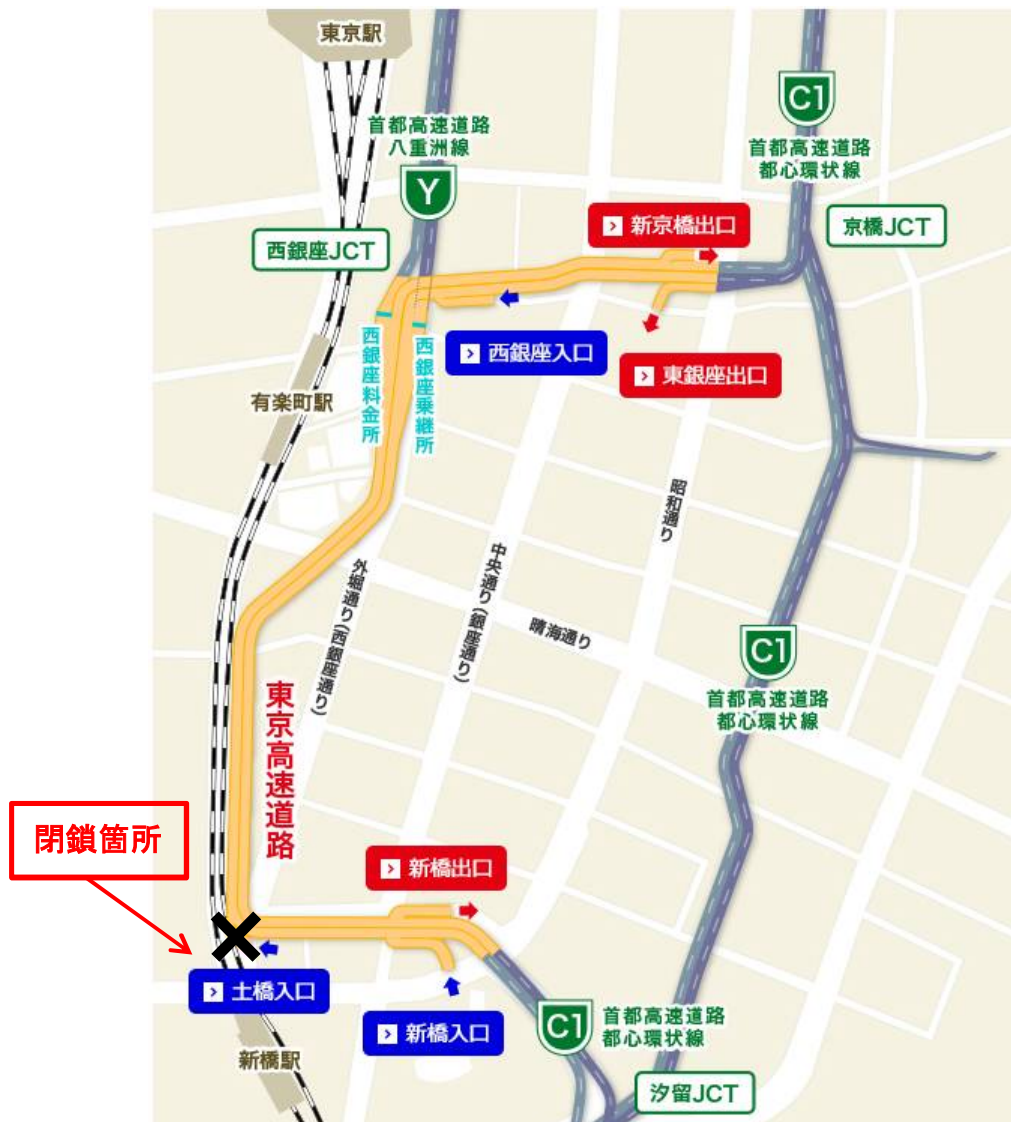 東京駅
C1
首都高速道路
八重洲線
首都高速道路
都心環状線
Y
新京橋出口
京橋JCT
西銀座JCT
西銀座入口
東銀座出口
西銀座料金所
西銀座乗継所
有楽町駅
昭和通り
外堀通り(西銀座通り)
中央通り(銀座通り)
晴海通り
C1
首都高速道路
都心環状線
東京高速道路
閉鎖箇所
新橋出口
土橋入口
新橋入口
C1
首都高速道路
都心環状線
新橋駅
汐留JCT